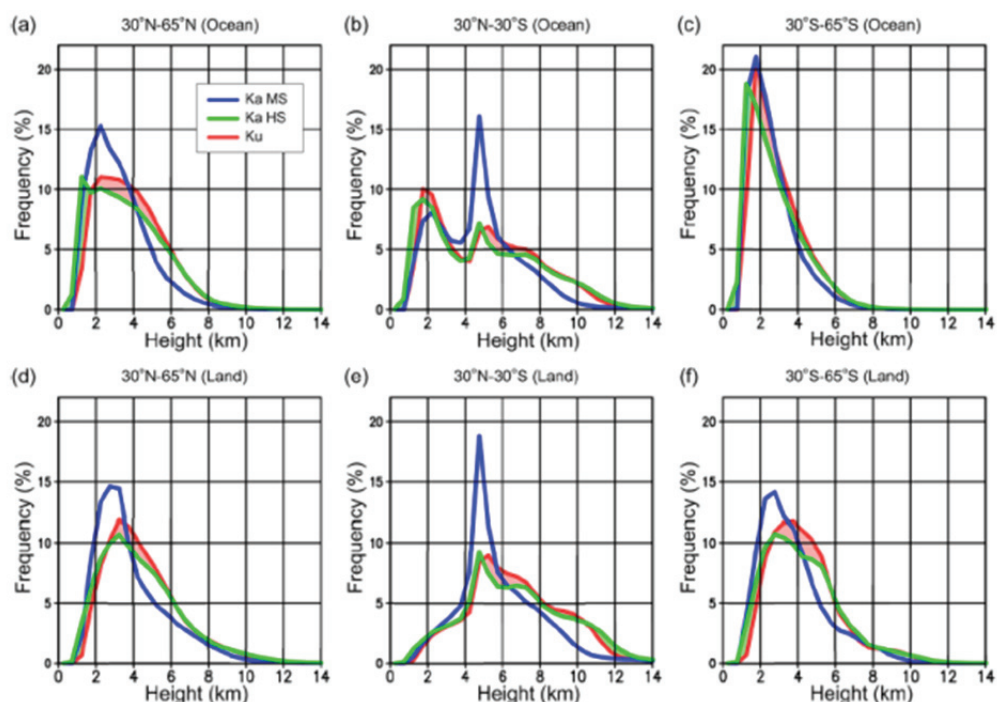 (a) 30°N-65°N (Ocean)
(b) 30°N-30°S (Ocean)
(c) 30°S-65°S (Ocean)
Frequency (%)
20
15
10
5
0
Ka MS
Ka HS
Ku
0 2 4 6 8 10 12 14
Height (km)
Frequency (%)
20
15
10
5
0
0 2 4 6 8 10 12 14
Height (km)
Frequency (%)
20
15
10
5
0
0 2 4 6 8 10 12 14
Height (km)
(d) 30°N-65°N (Land)
(e) 30°N-30°S (Land)
(f) 30°S-65°S (Land)
Frequency (%)
20
15
10
5
0
0 2 4 6 8 10 12 14
Height (km)
Frequency (%)
20
15
10
5
0
0 2 4 6 8 10 12 14
Height (km)
Frequency (%)
20
15
10
5
0
0 2 4 6 8 10 12 14
Height (km)